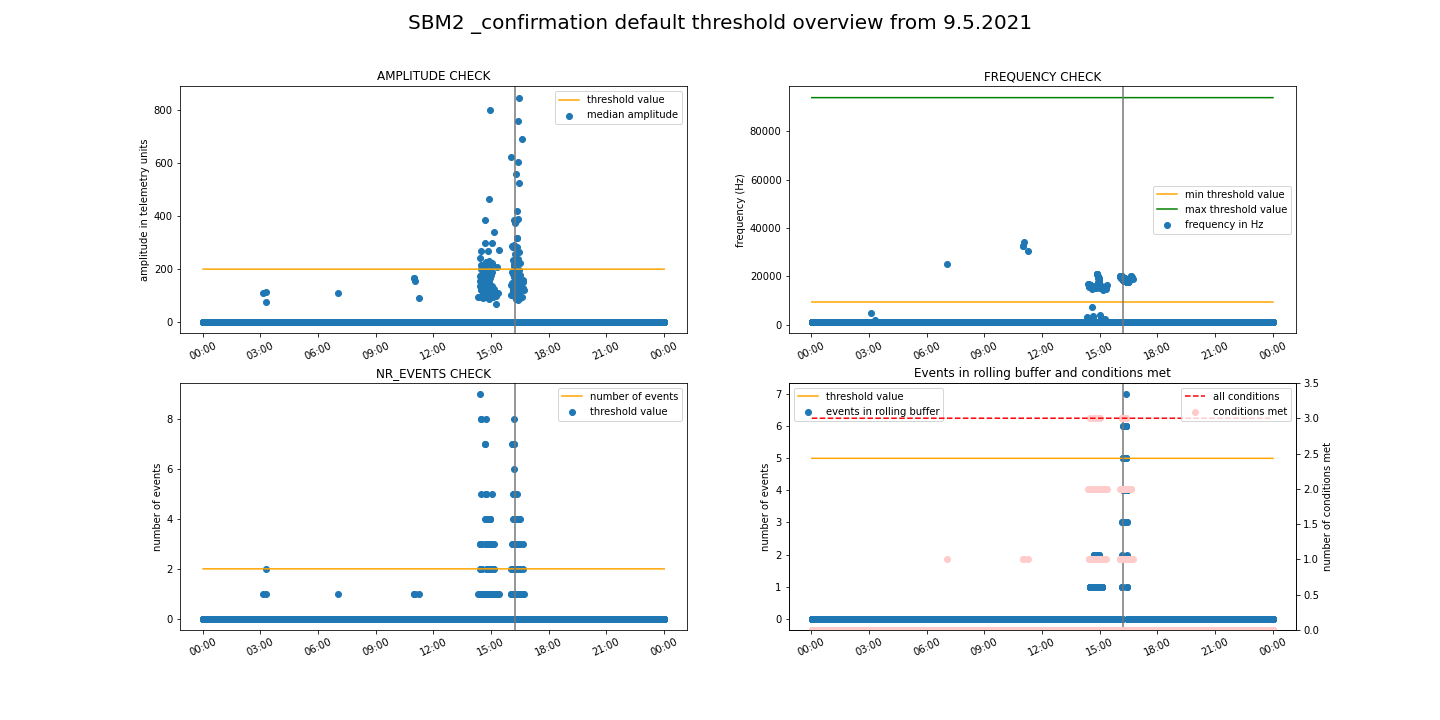 SBM2 _confirmation default threshold overview from 9.5.2021
AMPLITUDE CHECK
amplitude in telemetry units
800
600
400
200
0
threshold value
median amplitude
00:00 03:00 06:00 09:00 12:00 15:00 18:00 21:00 00:00
FREQUENCY CHECK
frequency (Hz)
80000
60000
40000
20000
0
min threshold value
max threshold value
frequency in Hz
00:00 03:00 06:00 09:00 12:00 15:00 18:00 21:00 00:00
NR_EVENTS CHECK
number of events
8
6
4
2
0
number of events
threshold value
00:00 03:00 06:00 09:00 12:00 15:00 18:00 21:00 00:00
Events in rolling buffer and conditions met
number of events
7
6
5
4
3
2
1
0
threshold value
events in rolling buffer
all conditions
conditions met
3.5
3.0
2.5
2.0
1.5
1.0
0.5
0.0
number of conditions met
00:00 03:00 06:00 09:00 12:00 15:00 18:00 21:00 00:00